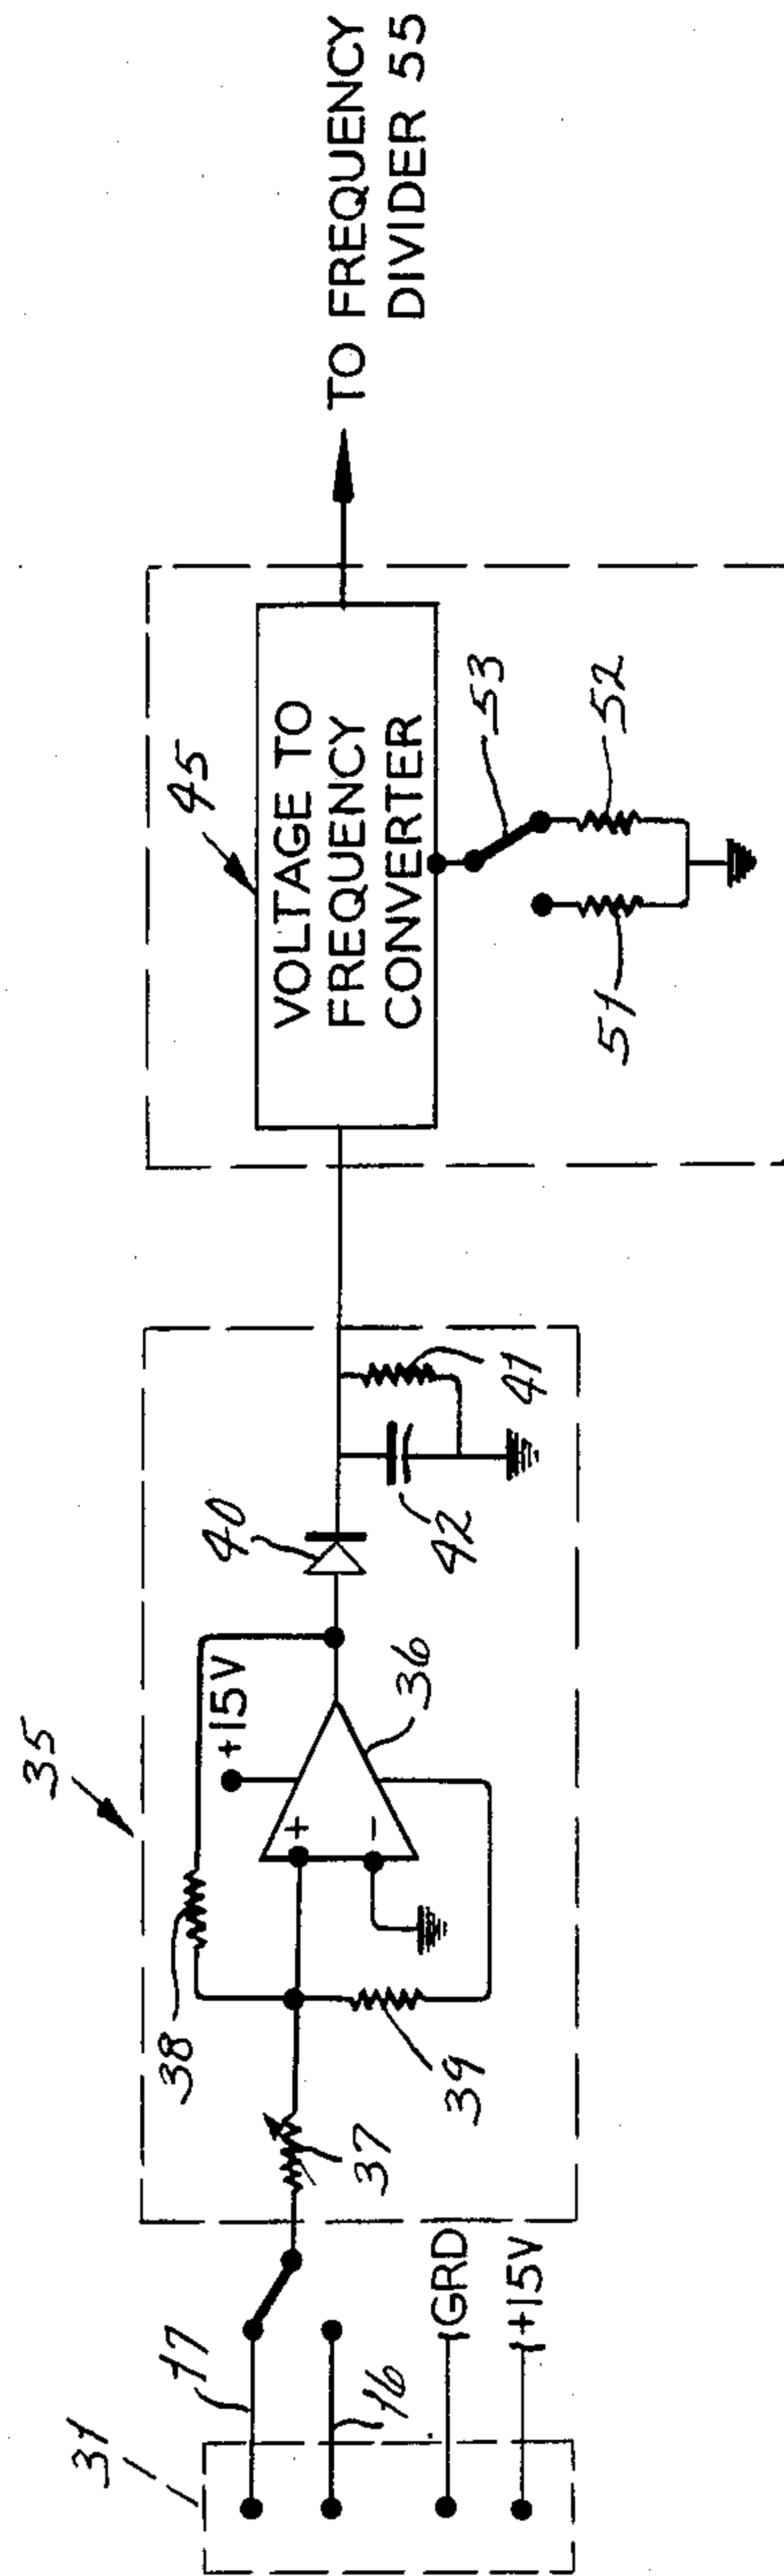 31
17
16
GRD
+15V
35
37
38
39
+15V
+
-
36
40
42
41
45
VOLTAGE TO
FREQUENCY
CONVERTER
53
51
52
TO FREQUENCY
DIVIDER 55